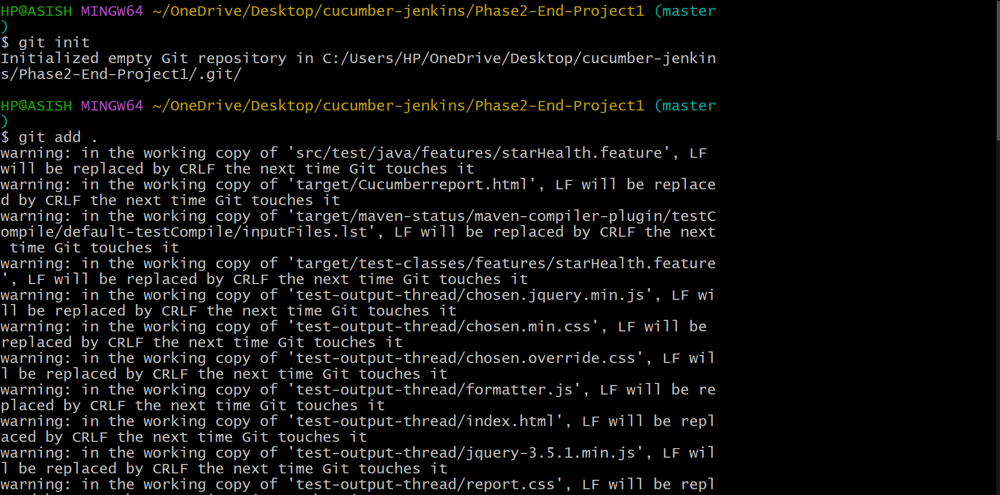 HP@ASISH MINGW64 ~/OneDrive/Desktop/cucumber-jenkins/Phase2-End-Project1 (master
)
$ git init
Initialized empty Git repository in C:/Users/HP/OneDrive/Desktop/cucumber-jenkin
s/Phase2-End-Project1/.git/
HP@ASISH MINGW64 ~/OneDrive/Desktop/cucumber-jenkins/Phase2-End-Project1 (master
)
$ git add .
warning: in the working copy of 'src/test/java/features/starHealth.feature', LF
will be replaced by CRLF the next time Git touches it
warning: in the working copy of 'target/Cucumberreport.html', LF will be replace
d by CRLF the next time Git touches it
warning: in the working copy of 'target/maven-status/maven-compiler-plugin/testC
ompile/default-testCompile/inputFiles.lst', LF will be replaced by CRLF the next
 time Git touches it
warning: in the working copy of 'target/test-classes/features/starHealth.feature
', LF will be replaced by CRLF the next time Git touches it
warning: in the working copy of 'test-output-thread/chosen.jquery.min.js', LF wi
ll be replaced by CRLF the next time Git touches it
warning: in the working copy of 'test-output-thread/chosen.min.css', LF will be
replaced by CRLF the next time Git touches it
warning: in the working copy of 'test-output-thread/chosen.override.css', LF wil
l be replaced by CRLF the next time Git touches it
warning: in the working copy of 'test-output-thread/formatter.js', LF will be re
placed by CRLF the next time Git touches it
warning: in the working copy of 'test-output-thread/index.html', LF will be repl
aced by CRLF the next time Git touches it
warning: in the working copy of 'test-output-thread/jquery-3.5.1.min.js', LF wil
l be replaced by CRLF the next time Git touches it
warning: in the working copy of 'test-output-thread/report.css', LF will be repl